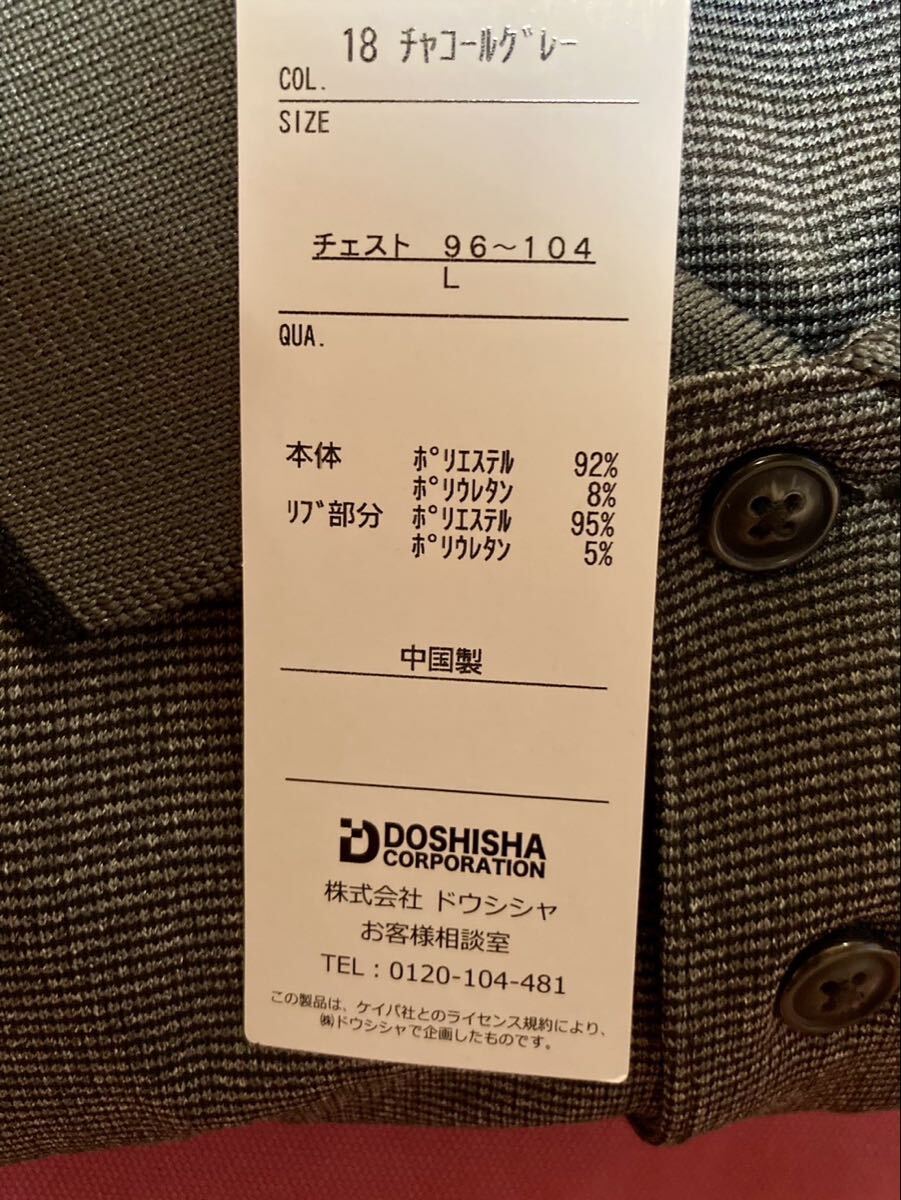 18 ﾁｬｺｰﾙｸﾞﾚｰ
COL.
SIZE
チェスト　９６～１０４
L
QUA.
本体 ﾎﾟﾘｴｽﾃﾙ 92%
ﾎﾟﾘｳﾚﾀﾝ 8%
ﾘﾌﾞ部分 ﾎﾟﾘｴｽﾃﾙ 95%
ﾎﾟﾘｳﾚﾀﾝ 5%
中国製
DOSHISHA
CORPORATION
株式会社 ドウシシャ
お客様相談室
TEL：0120-104-481
この製品は、ケイパ社とのライセンス規約により、
㈱ドウシシャで企画したものです。